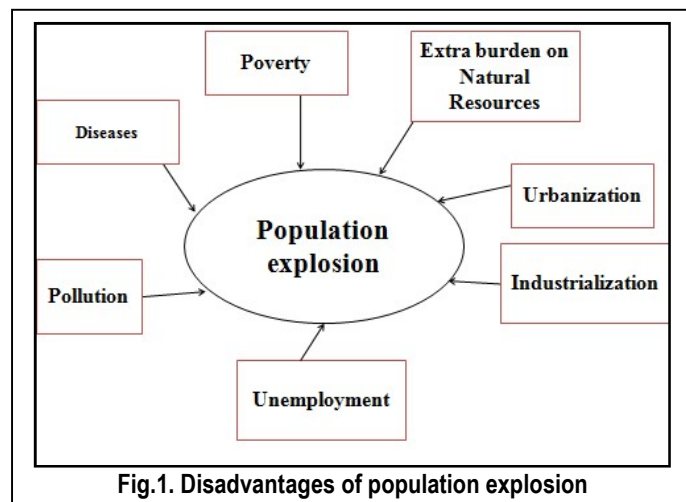 Poverty
Extra burden on
Natural
Resources
Diseases
Urbanization
Population
explosion
Industrialization
Pollution
Unemployment
Fig.1. Disadvantages of population explosion